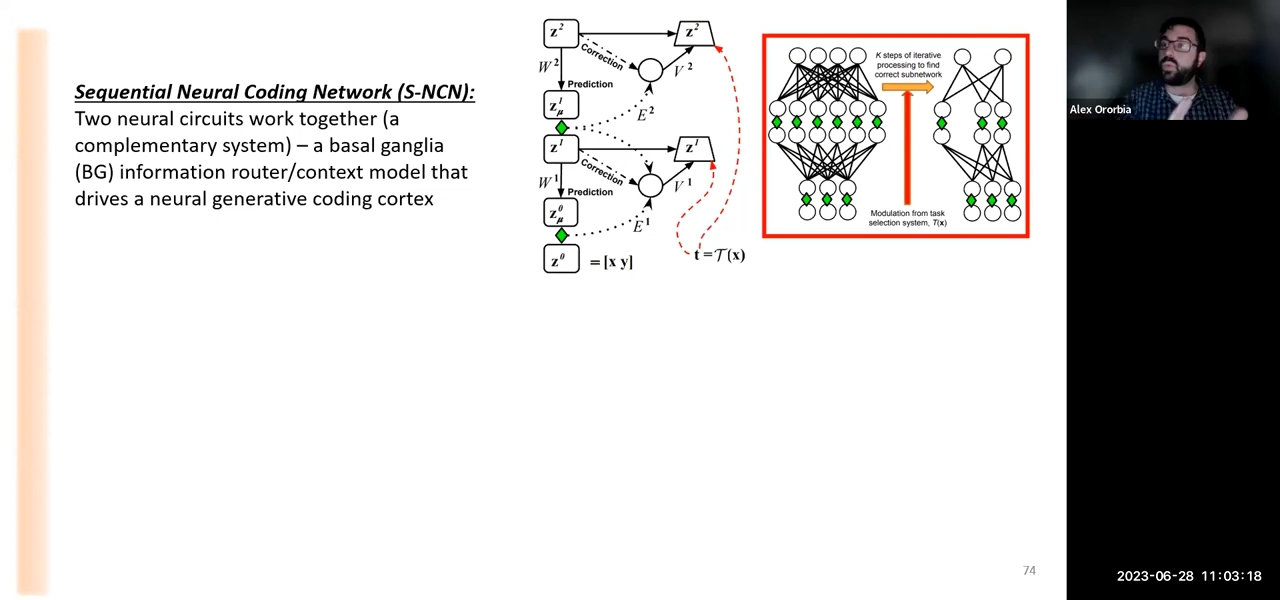 Sequential Neural Coding Network (S-NCN):
Two neural circuits work together (a
complementary system) – a basal ganglia
(BG) information router/context model that
drives a neural generative coding cortex
z²
z²
Correction
W²
V²
Prediction
z¹μ
E²
z¹
z¹
Correction
W¹
V¹
Prediction
z⁰μ
E¹
t = 𝒯(x)
z⁰
= [x y]
K steps of iterative
processing to find
correct subnetwork
Modulation from task
selection system, T(x)
Alex Ororbia
74
2023-06-28 11:03:18